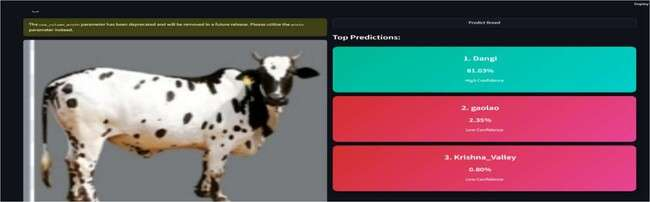 Deploy
The use_column_width parameter has been deprecated and will be removed in a future release. Please utilize the width
parameter instead.
Predict Breed
Top Predictions:
1. Dangi
81.03%
High Confidence
2. gaolao
2.35%
Low Confidence
3. Krishna_Valley
0.80%
Low Confidence